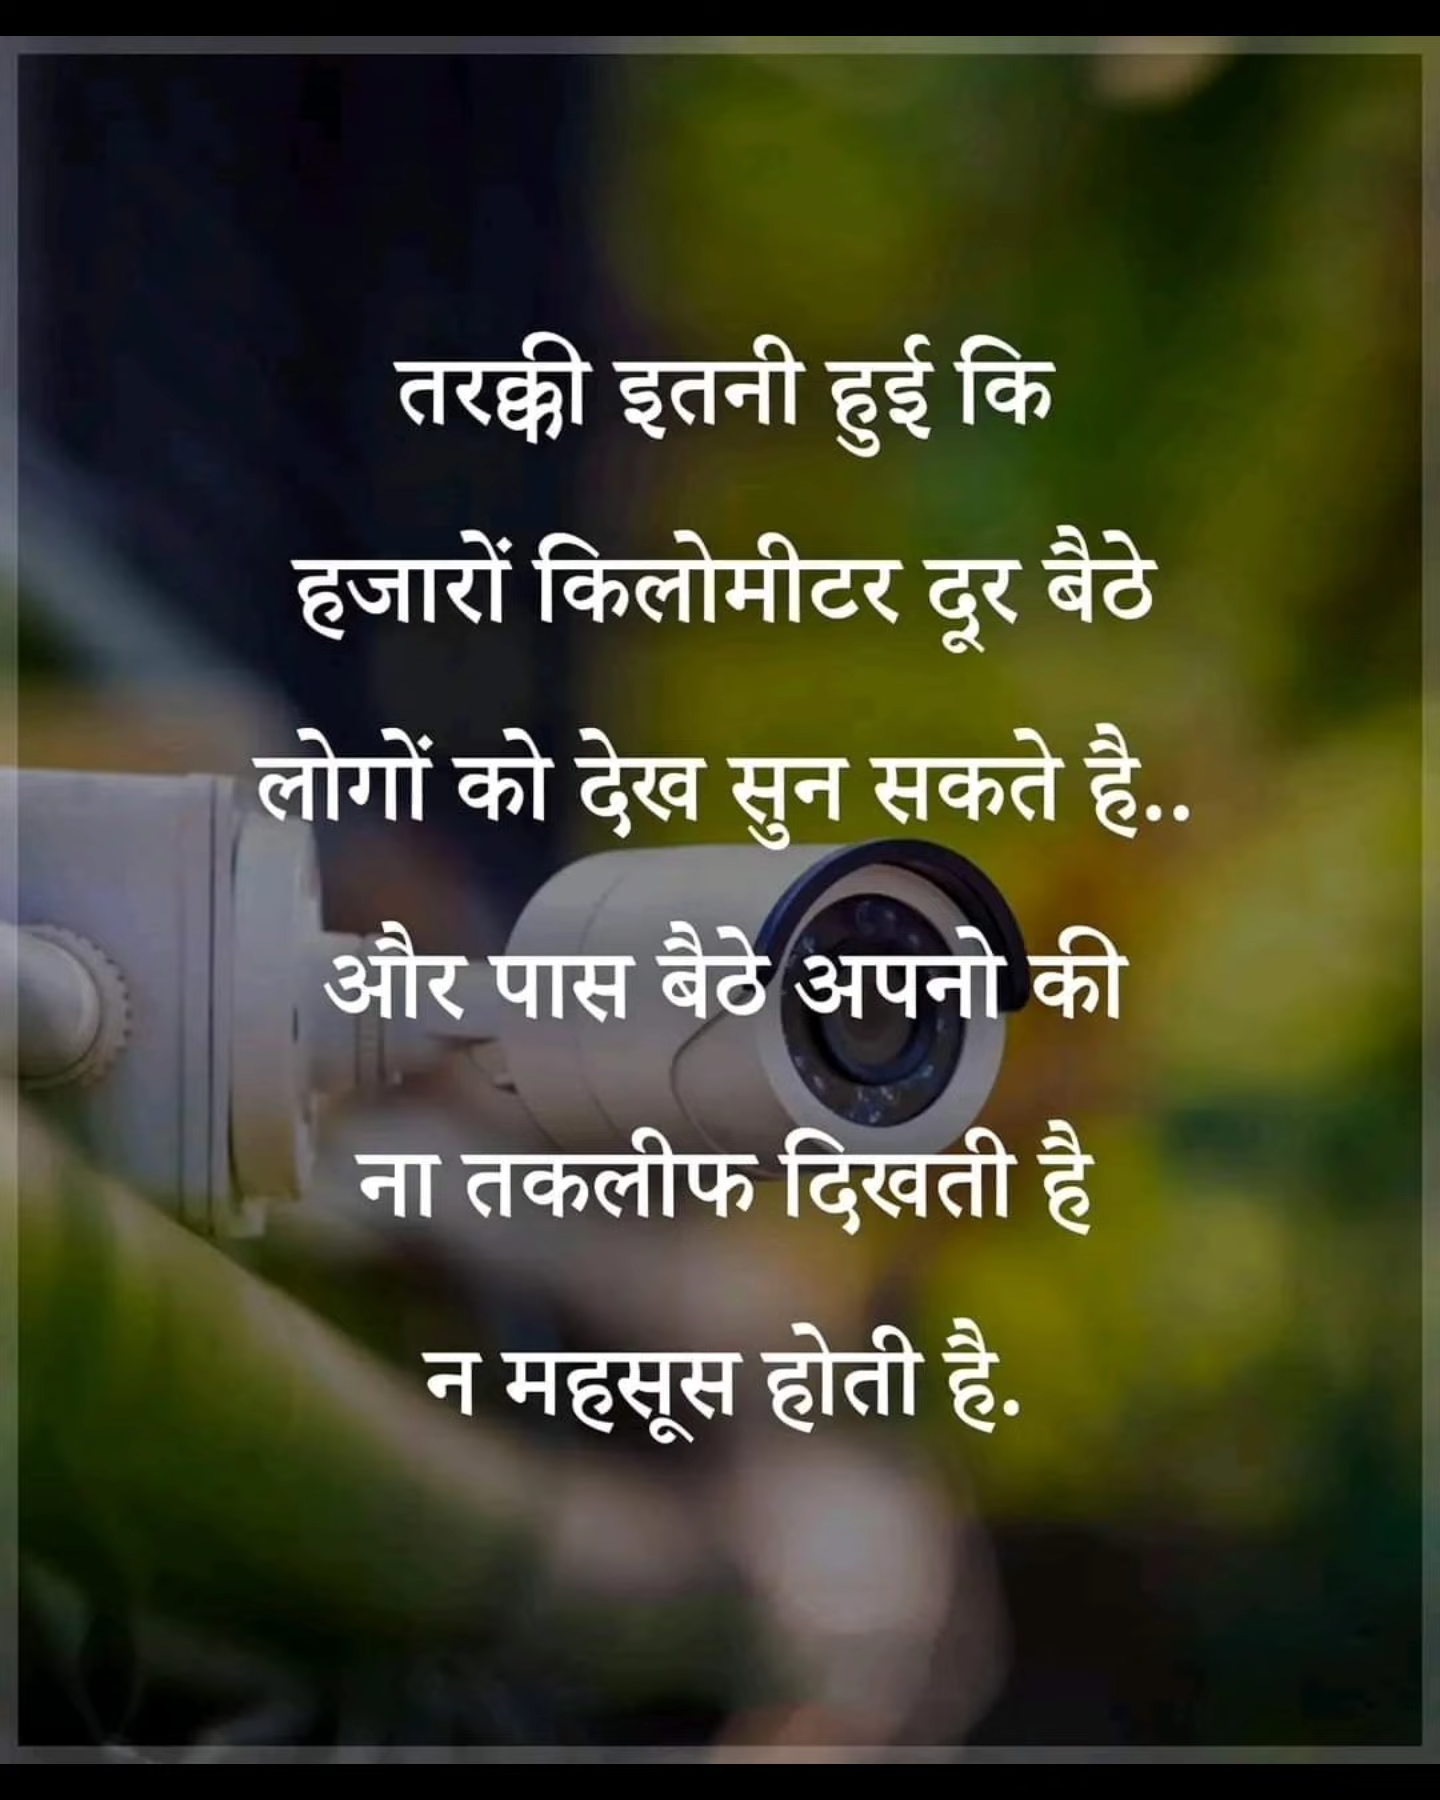 तरक्की इतनी हुई कि
हजारों किलोमीटर दूर बैठे
लोगों को देख सुन सकते है..
और पास बैठे अपनो की
ना तकलीफ दिखती है
न महसूस होती है.